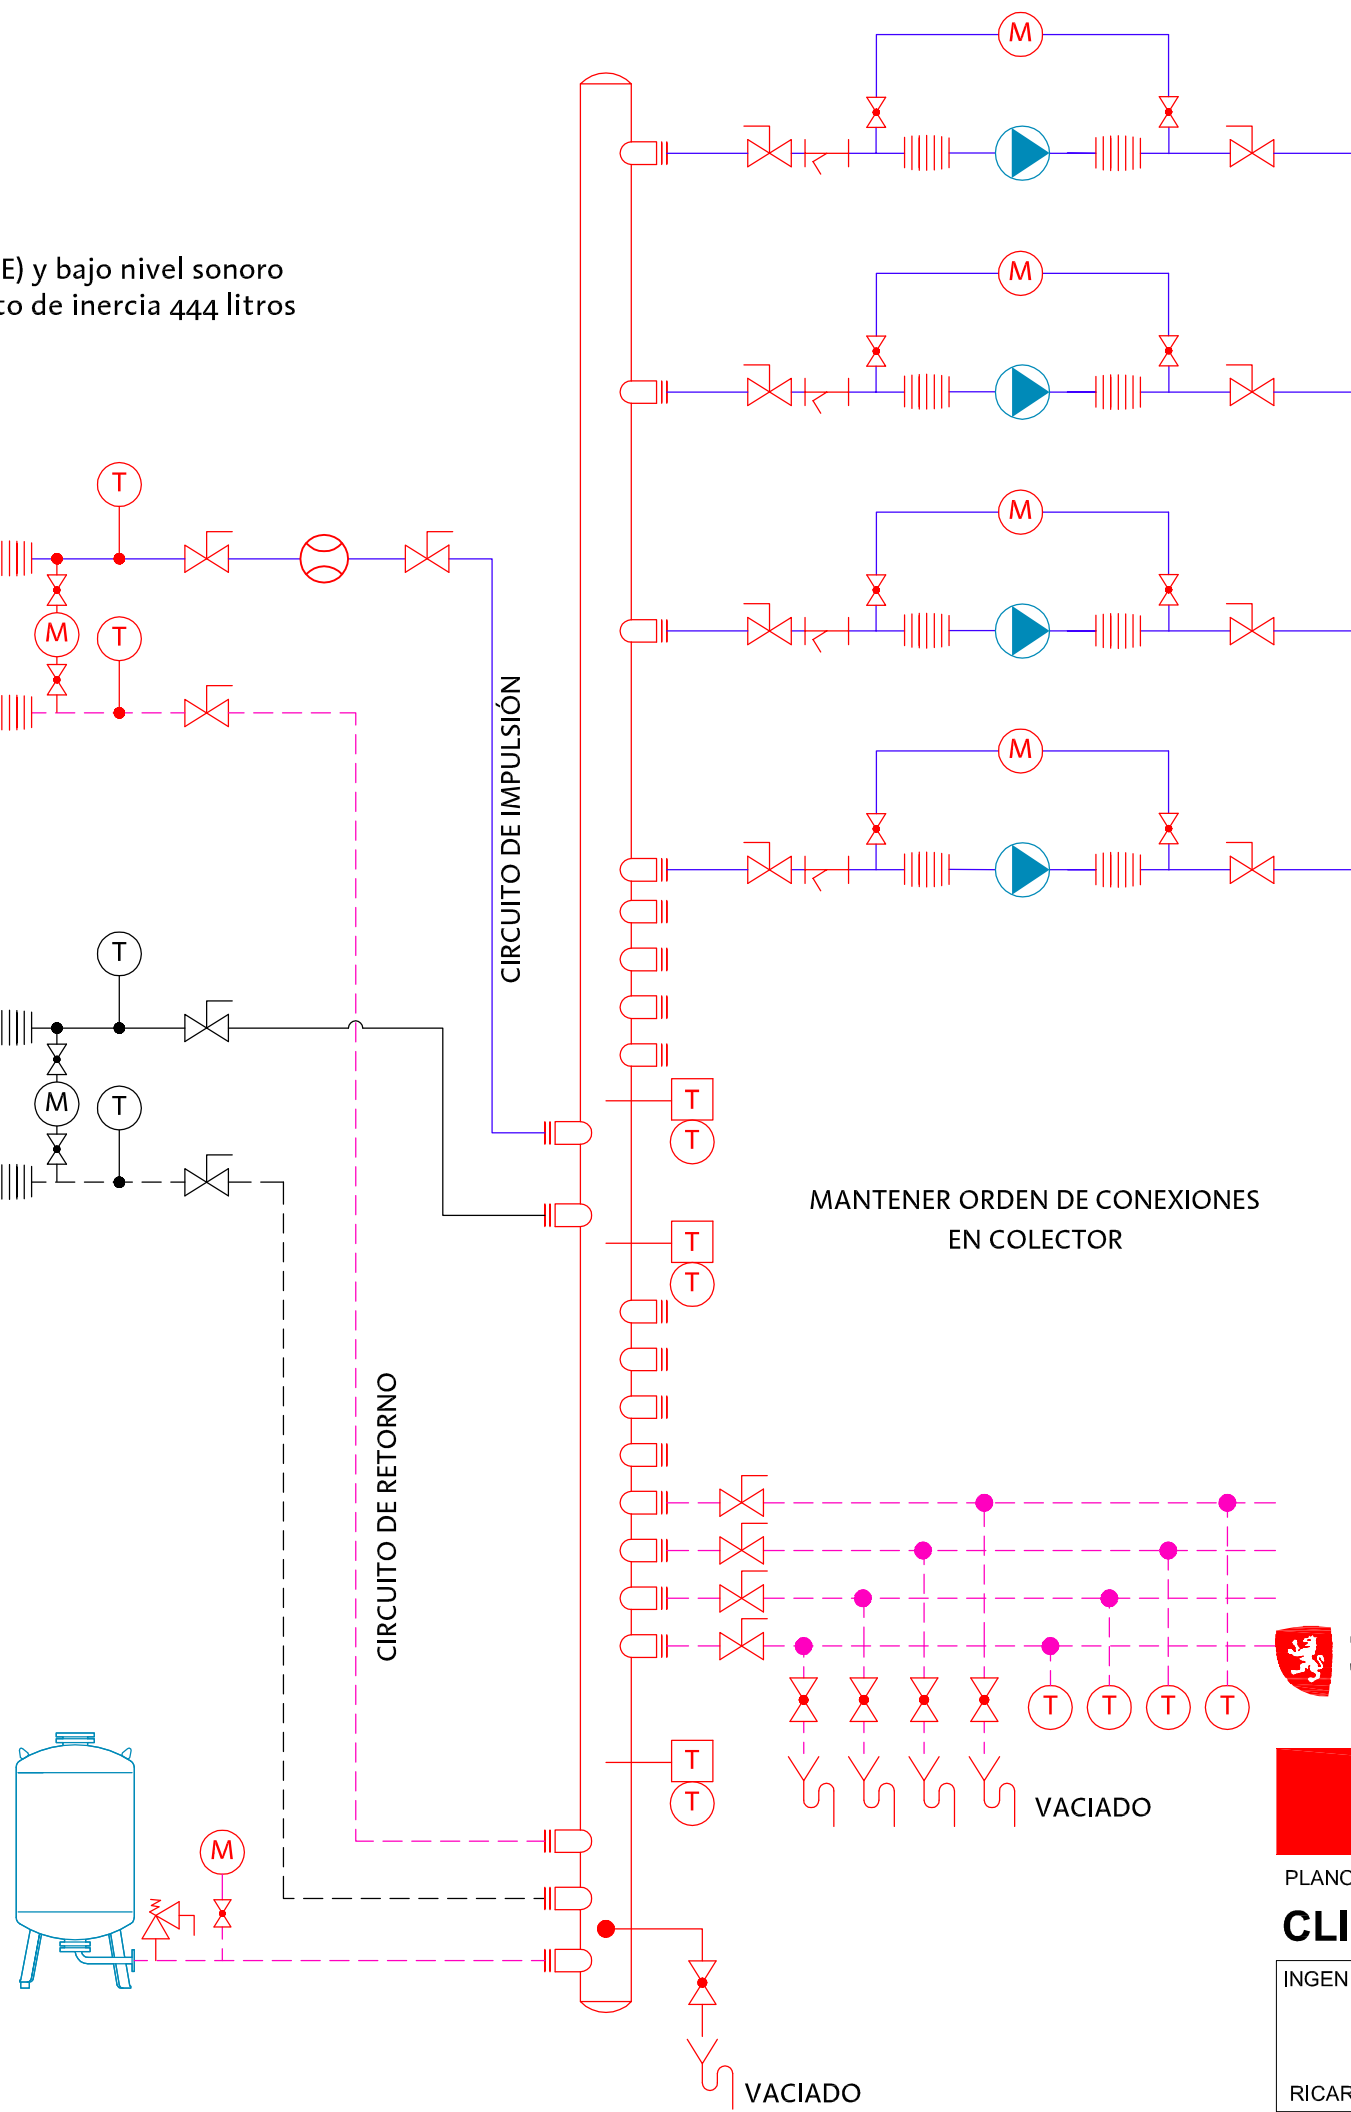 M
E) y bajo nivel sonoro
to de inercia 444 litros
M
T
M
M
T
CIRCUITO DE IMPULSIÓN
M
T
M
T
T
T
MANTENER ORDEN DE CONEXIONES
EN COLECTOR
T
T
CIRCUITO DE RETORNO
T
T
T
T
T
T
VACIADO
M
PLANO
CLI
INGEN
RICAR
VACIADO